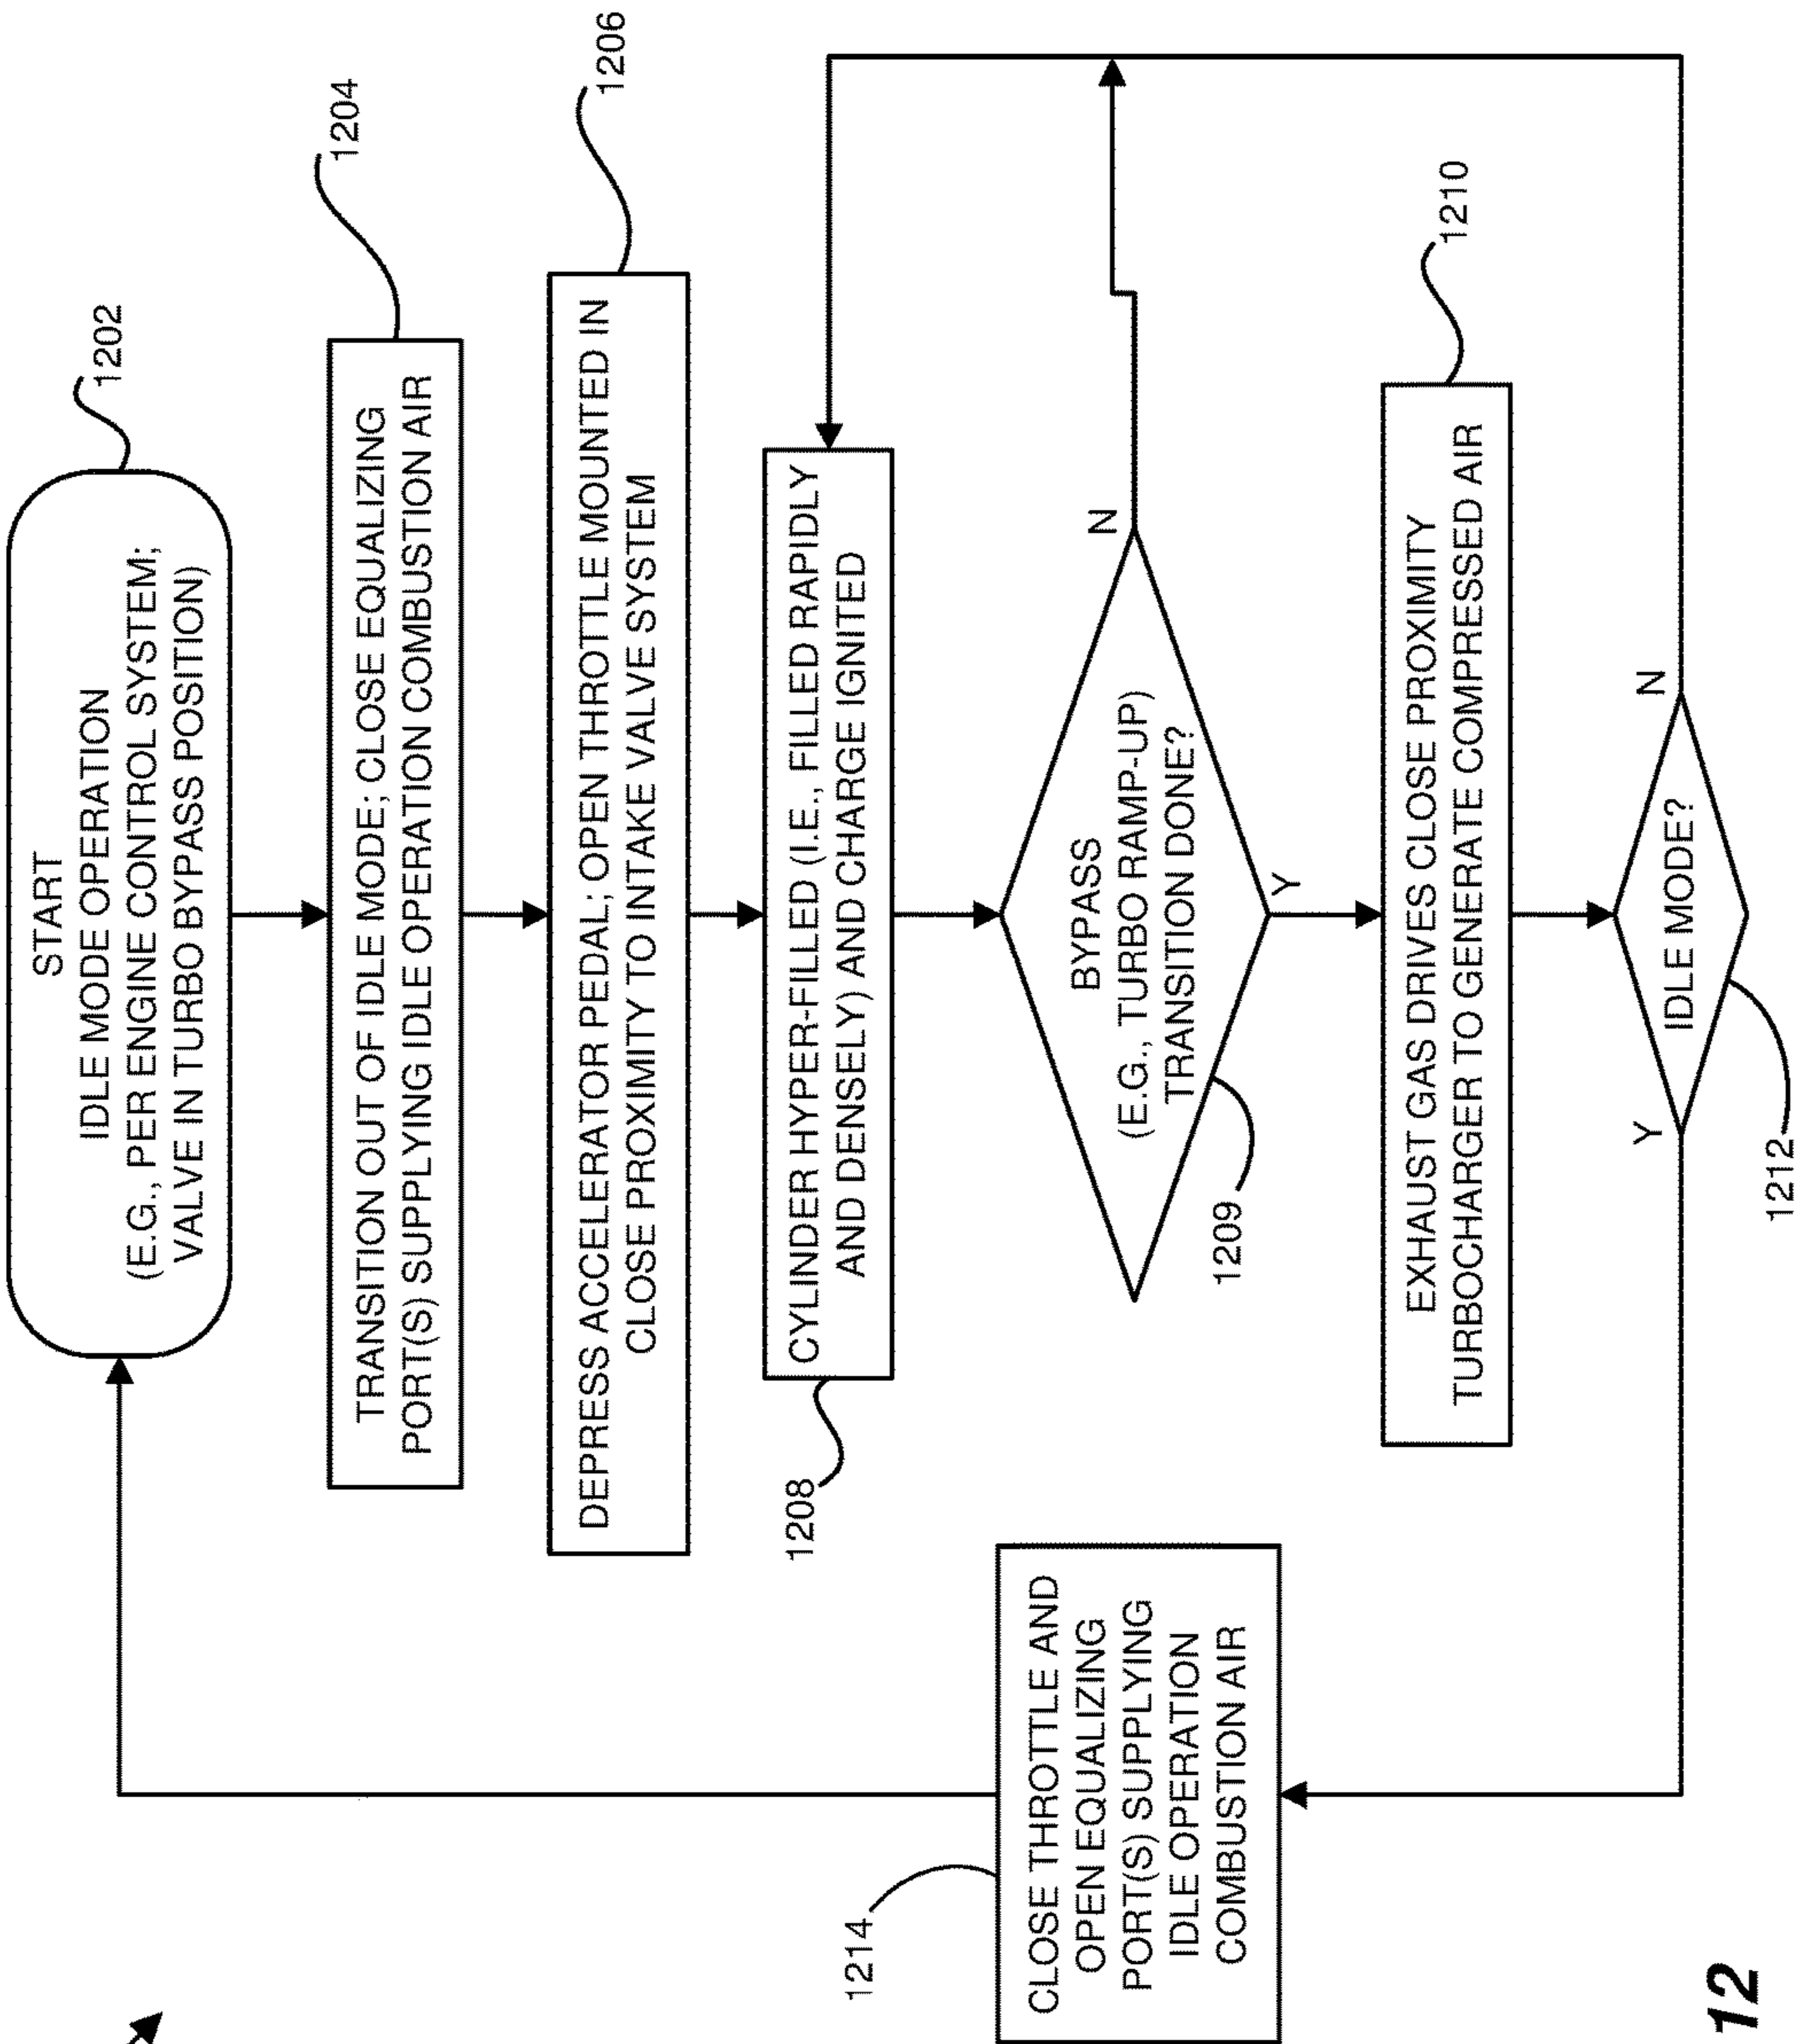 START
IDLE MODE OPERATION
(E.G., PER ENGINE CONTROL SYSTEM;
VALVE IN TURBO BYPASS POSITION)
1202
TRANSITION OUT OF IDLE MODE; CLOSE EQUALIZING
PORT(S) SUPPLYING IDLE OPERATION COMBUSTION AIR
1204
DEPRESS ACCELERATOR PEDAL; OPEN THROTTLE MOUNTED IN
CLOSE PROXIMITY TO INTAKE VALVE SYSTEM
1206
CYLINDER HYPER-FILLED (I.E., FILLED RAPIDLY
AND DENSELY) AND CHARGE IGNITED
1208
BYPASS
(E.G., TURBO RAMP-UP)
TRANSITION DONE?
1209
N
Y
EXHAUST GAS DRIVES CLOSE PROXIMITY
TURBOCHARGER TO GENERATE COMPRESSED AIR
1210
IDLE MODE?
N
Y
1212
CLOSE THROTTLE AND
OPEN EQUALIZING
PORT(S) SUPPLYING
IDLE OPERATION
COMBUSTION AIR
1214
12